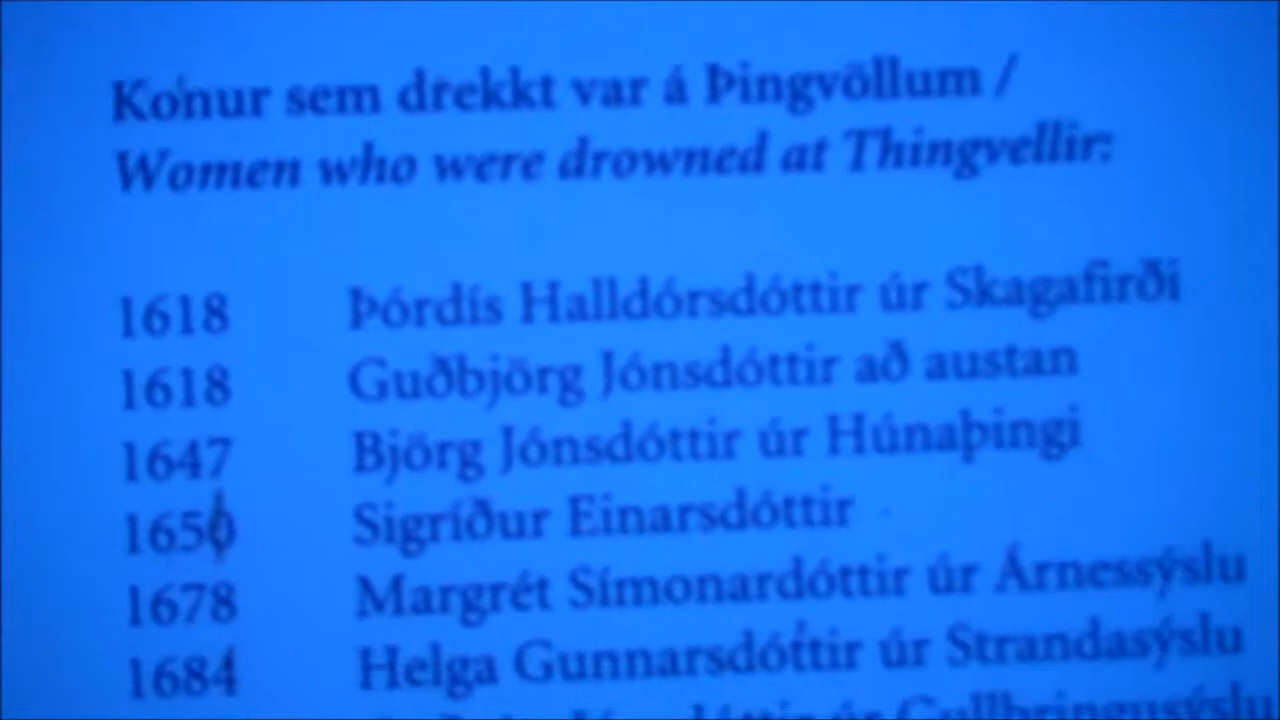 Konur sem drekkt var á Þingvöllum /
Women who were drowned at Thingvellir:
1618 Þórdís Halldórsdóttir úr Skagafirði
1618 Guðbjörg Jónsdóttir að austan
1647 Björg Jónsdóttir úr Húnaþingi
1650 Sigríður Einarsdóttir
1678 Margrét Símonardóttir úr Árnessýslu
1684 Helga Gunnarsdóttir úr Strandasýslu
úr Gullbringusýslu